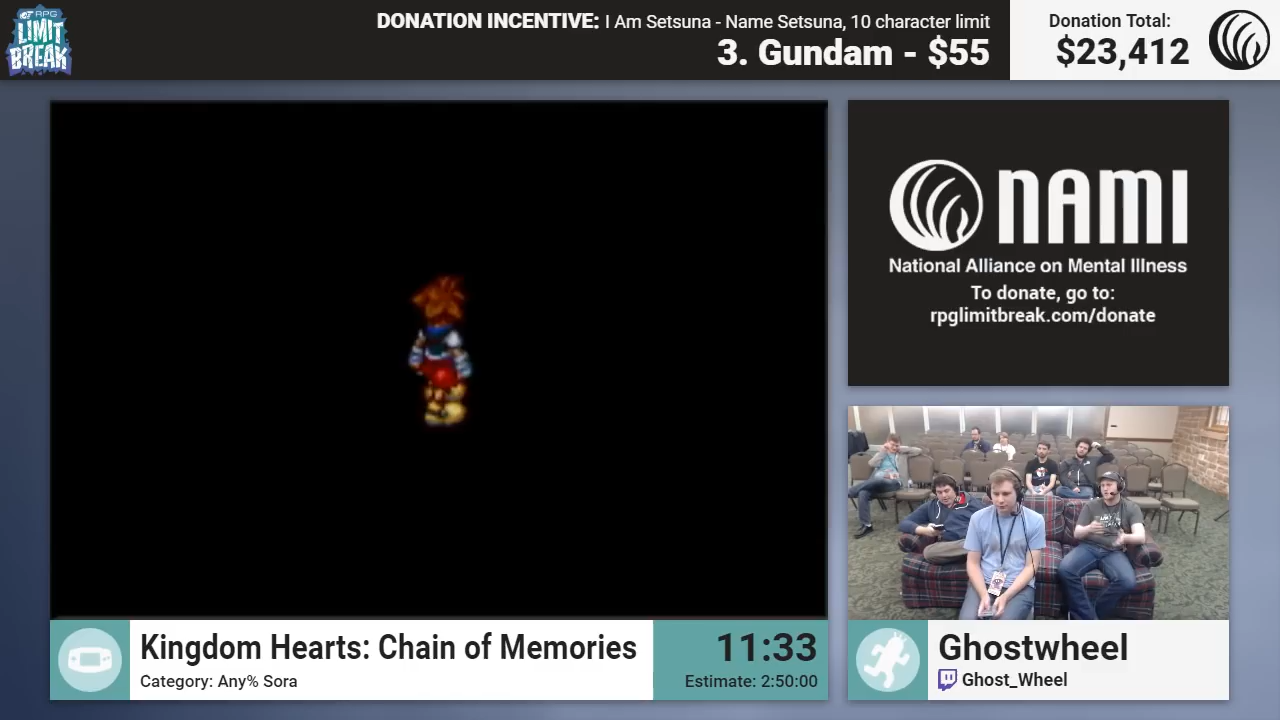 RPG
LIMIT
BREAK
DONATION INCENTIVE: I Am Setsuna - Name Setsuna, 10 character limit
3. Gundam - $55
Donation Total:
$23,412
NAMI
National Alliance on Mental Illness
To donate, go to:
rpglimitbreak.com/donate
Kingdom Hearts: Chain of Memories
Category: Any% Sora
11:33
Estimate: 2:50:00
Ghostwheel
Ghost_Wheel